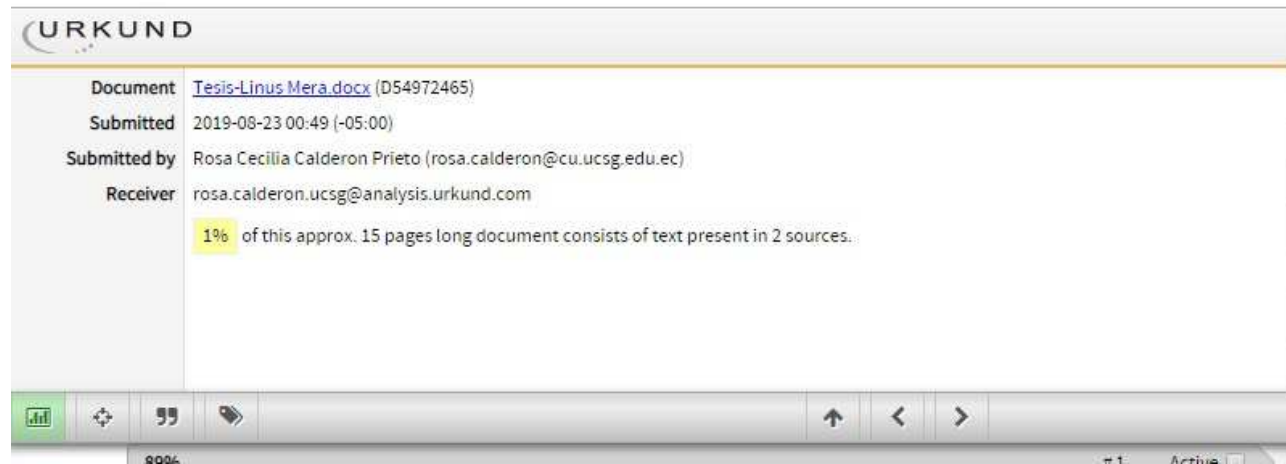 URKUND
Document Tesis-Linus Mera.docx (D54972465)
Submitted 2019-08-23 00:49 (-05:00)
Submitted by Rosa Cecilia Calderon Prieto (rosa.calderon@cu.ucsg.edu.ec)
Receiver rosa.calderon.ucsg@analysis.urkund.com
1% of this approx. 15 pages long document consists of text present in 2 sources.
89% #1 Active